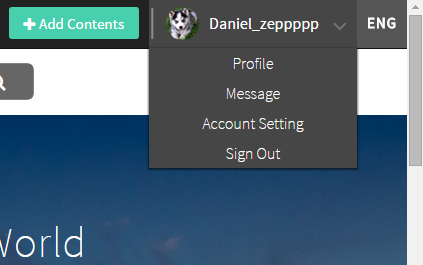 + Add Contents
Daniel_zeppppp
ENG
Profile
Message
Account Setting
Sign Out
World